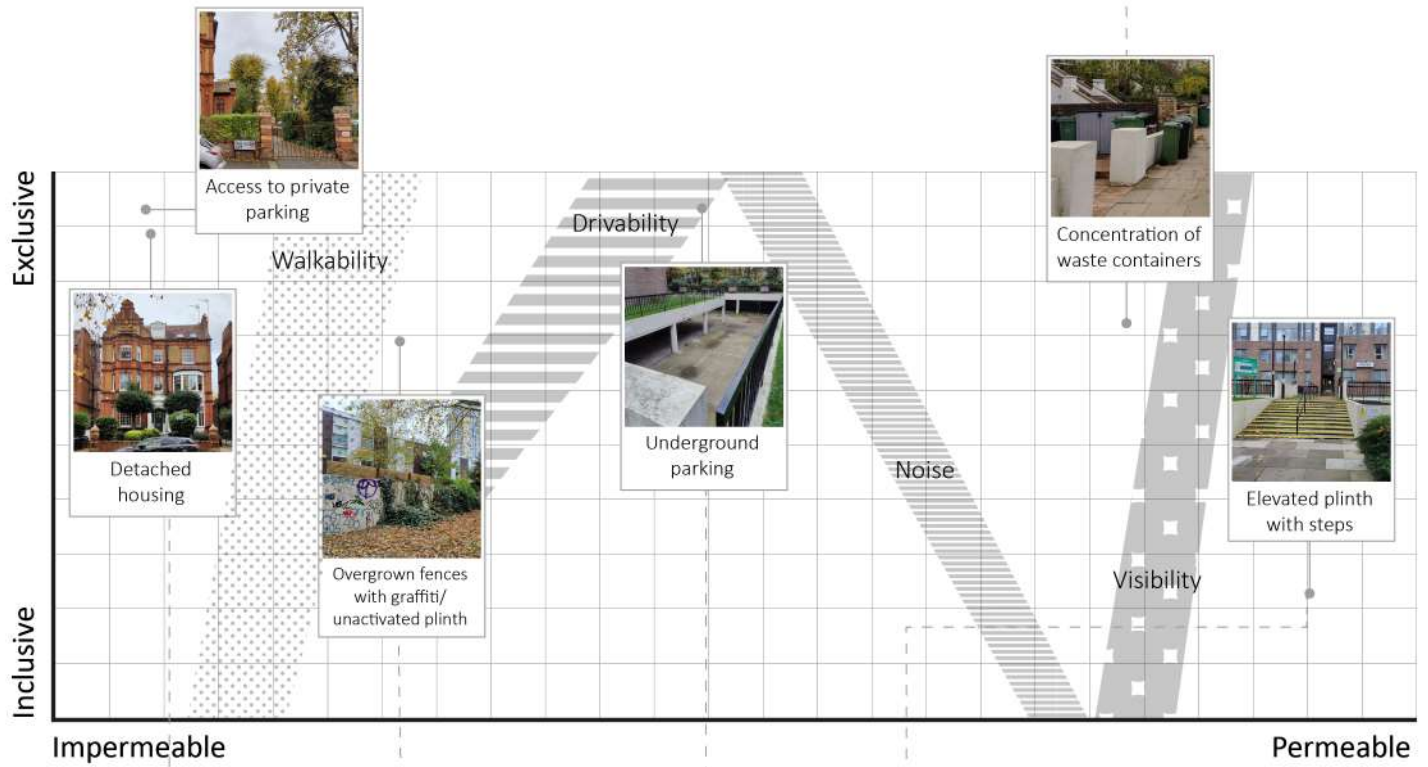 Access to private
parking
Exclusive
Drivability
Walkability
Concentration of
waste containers
Detached
housing
Underground
parking
Noise
Elevated plinth
with steps
Overgrown fences
with graffiti/
unactivated plinth
Visibility
Inclusive
Impermeable
Permeable